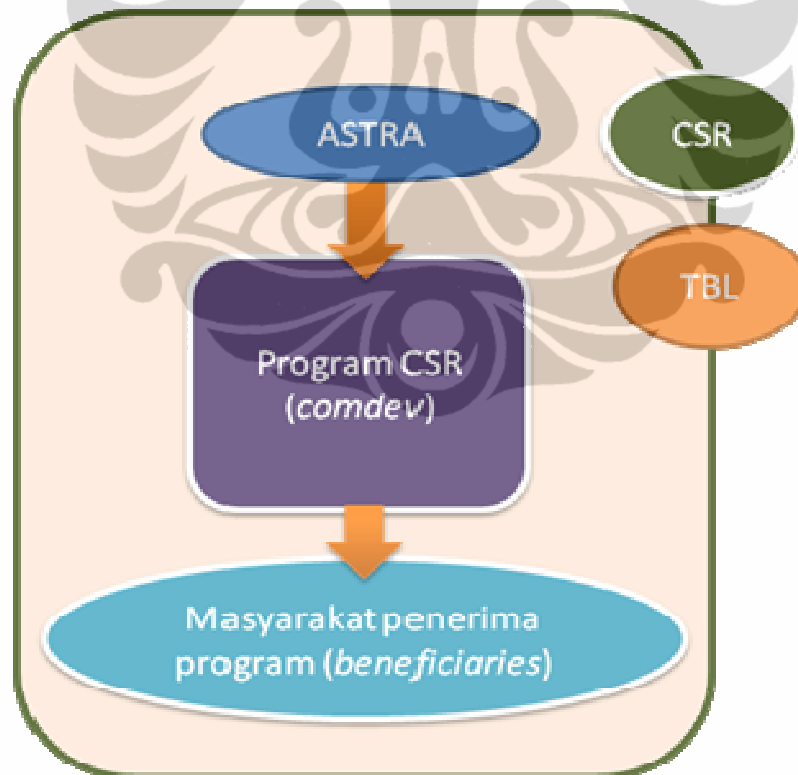 ASTRA
CSR
TBL
Program CSR
(comdev)
Masyarakat penerima
program (beneficiaries)